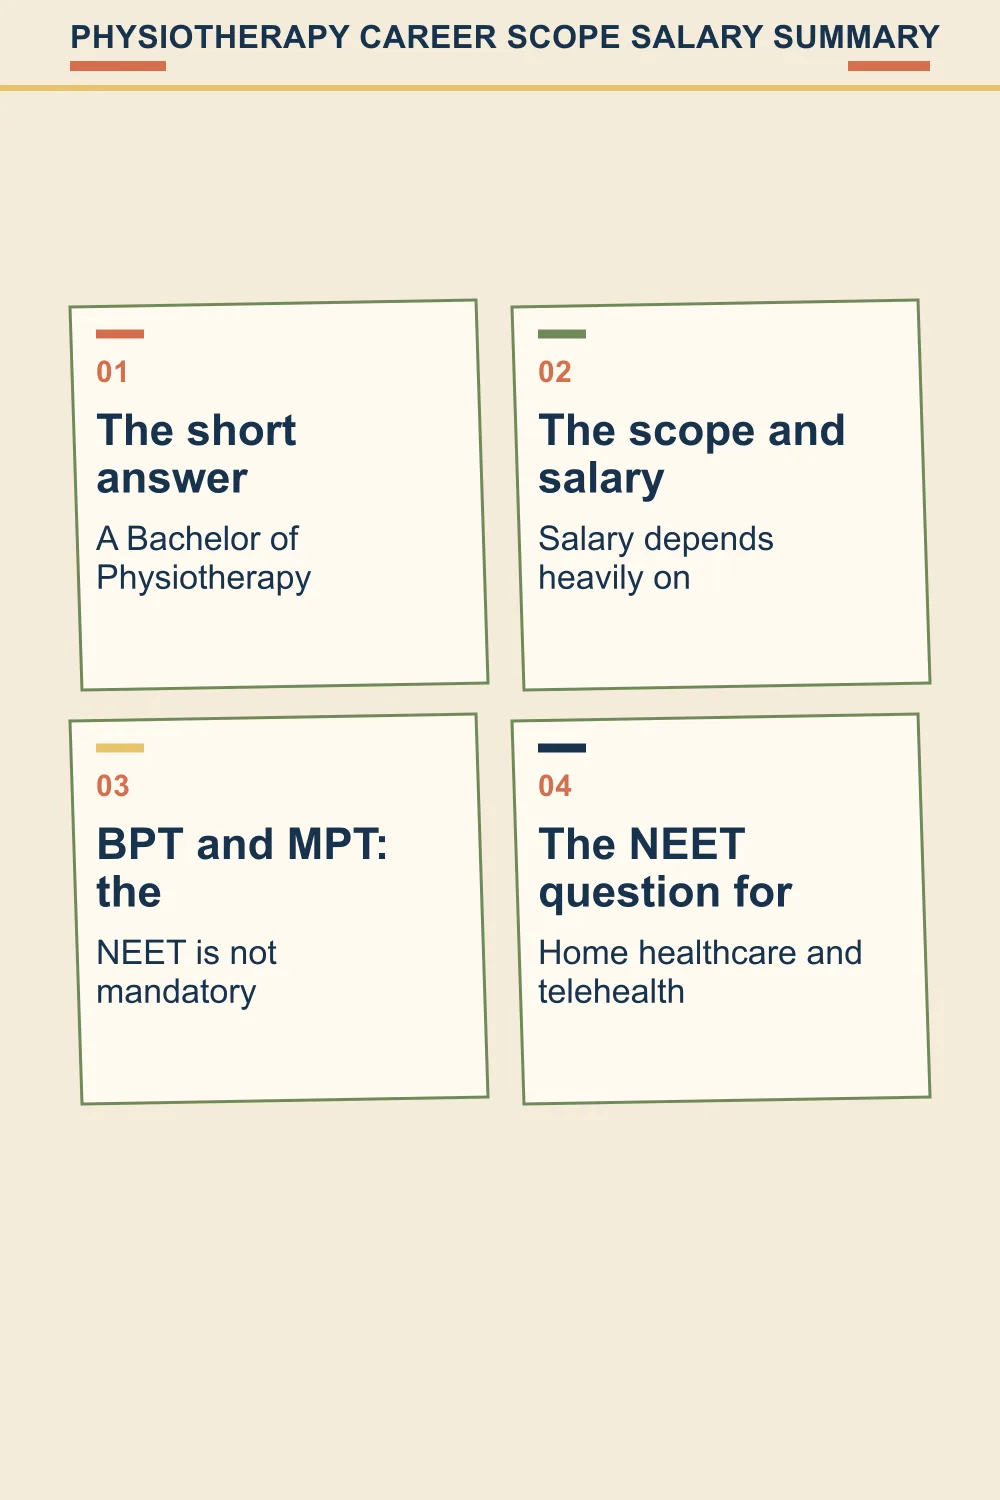 PHYSIOTHERAPY CAREER SCOPE SALARY SUMMARY
01
The short
answer
A Bachelor of
Physiotherapy
02
The scope and
salary
Salary depends
heavily on
03
BPT and MPT:
the
NEET is not
mandatory
04
The NEET
question for
Home healthcare and
telehealth